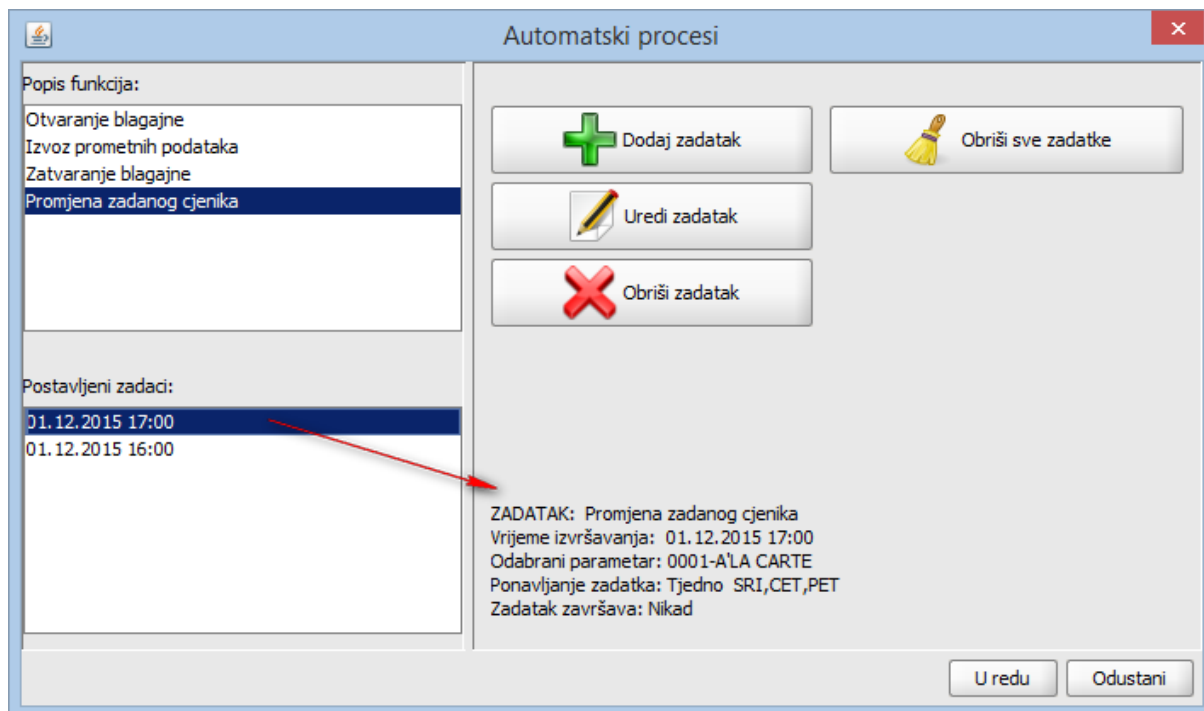 Automatski procesi
Popis funkcija:
Otvaranje blagajne
Izvoz prometnih podataka
Zatvaranje blagajne
Promjena zadanog cjenika
Postavljeni zadaci:
01.12.2015 17:00
01.12.2015 16:00
Dodaj zadatak
Obriši sve zadatke
Uredi zadatak
Obriši zadatak
ZADATAK: Promjena zadanog cjenika
Vrijeme izvršavanja: 01.12.2015 17:00
Odabrani parametar: 0001-A'LA CARTE
Ponavljanje zadatka: Tjedno SRI,CET,PET
Zadatak završava: Nikad
U redu
Odustani